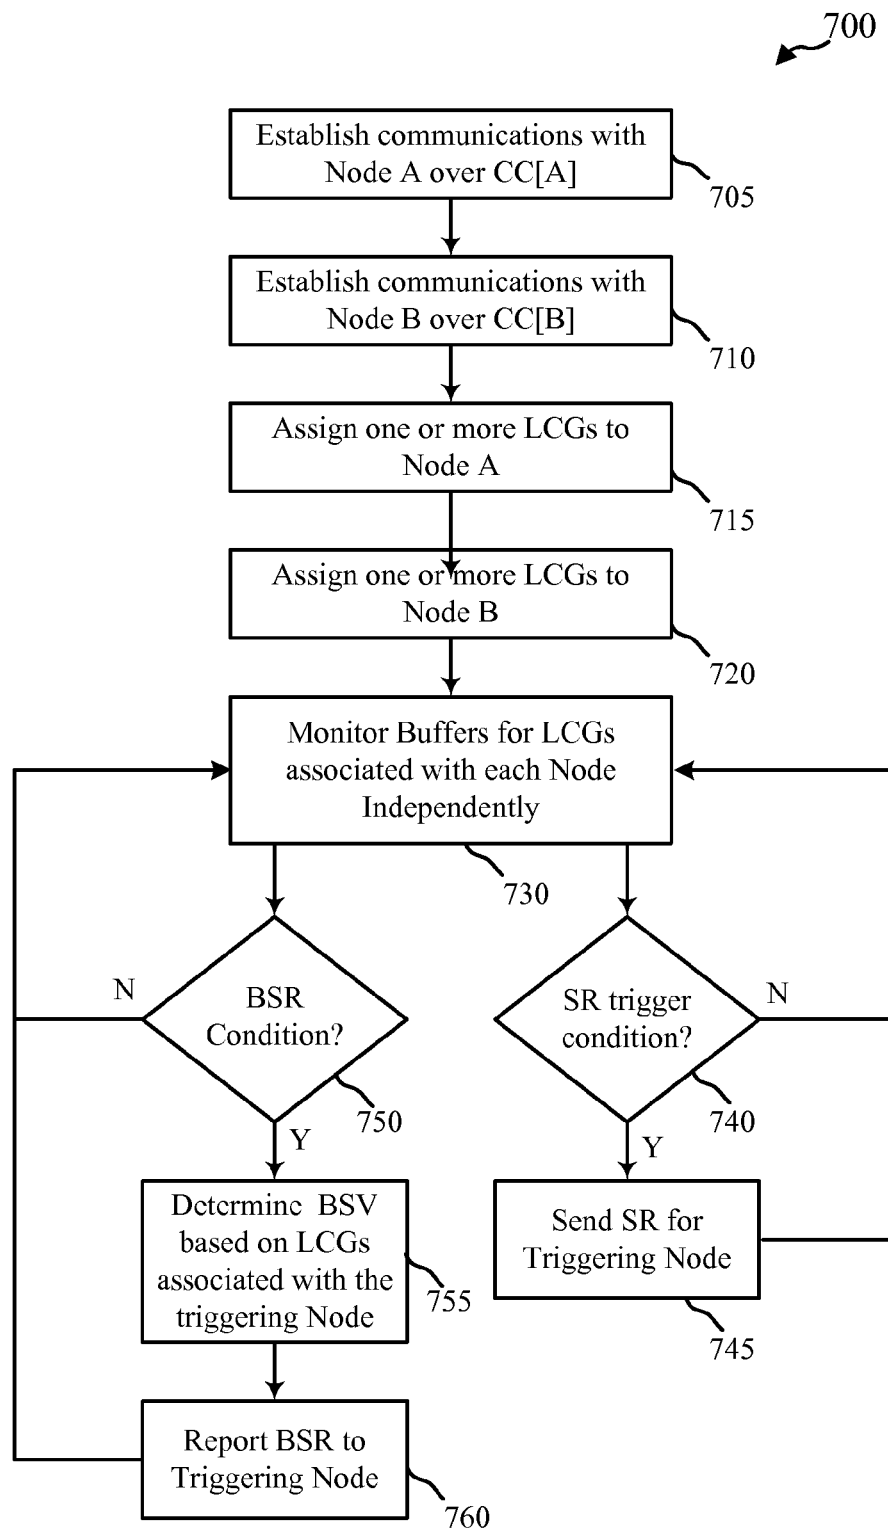 700
Establish communications with
Node A over CC[A]
705
Establish communications with
Node B over CC[B]
710
Assign one or more LCGs to
Node A
715
Assign one or more LCGs to
Node B
720
Monitor Buffers for LCGs
associated with each Node
Independently
730
N
BSR
Condition?
750
Y
SR trigger
condition?
N
740
Y
Determine BSV
based on LCGs
associated with the
triggering Node
755
Send SR for
Triggering Node
745
Report BSR to
Triggering Node
760